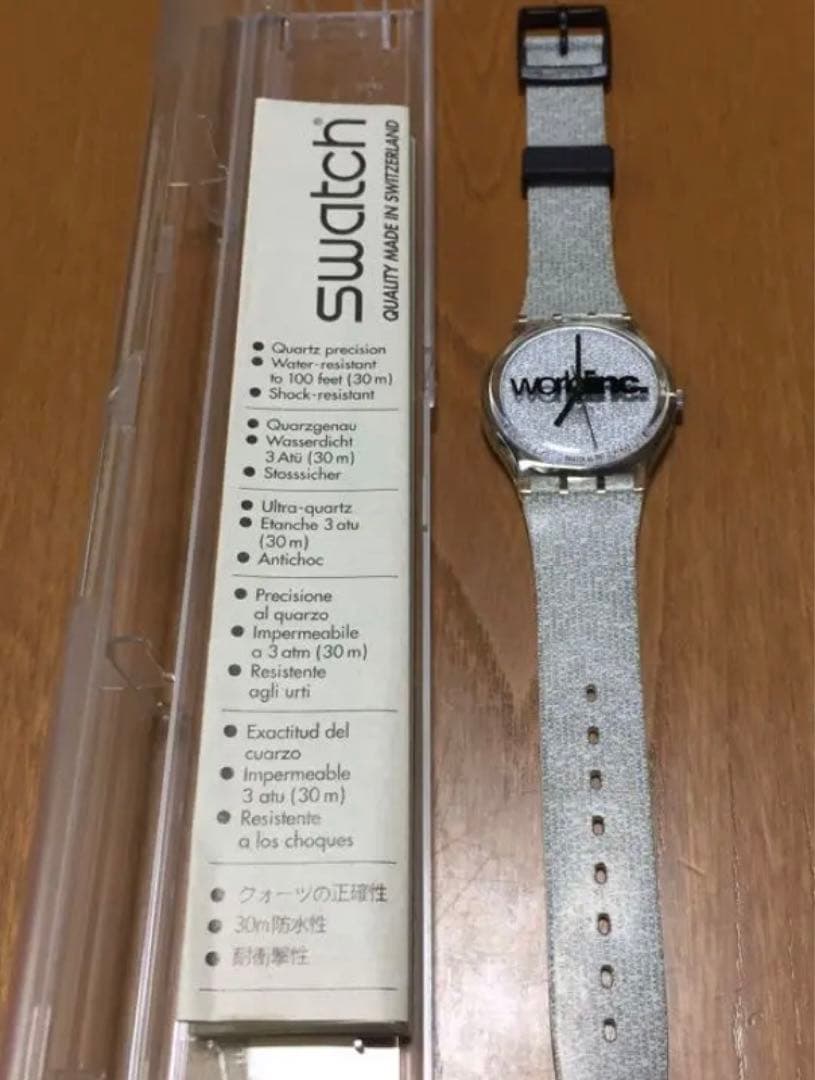 swatch®
QUALITY MADE IN SWITZERLAND
● Quartz precision
● Water-resistant
to 100 feet (30 m)
● Shock-resistant
● Quarzgenau
● Wasserdicht
3 Atü (30 m)
● Stosssicher
● Ultra-quartz
● Etanche 3 atu
(30 m)
● Antichoc
● Precisione
al quarzo
● Impermeabile
a 3 atm (30 m)
● Resistente
agli urti
● Exactitud del
cuarzo
● Impermeable
3 atu (30 m)
● Resistente
a los choques
● クォーツの正確性
● 30m防水性
● 耐衝撃性
work inc.